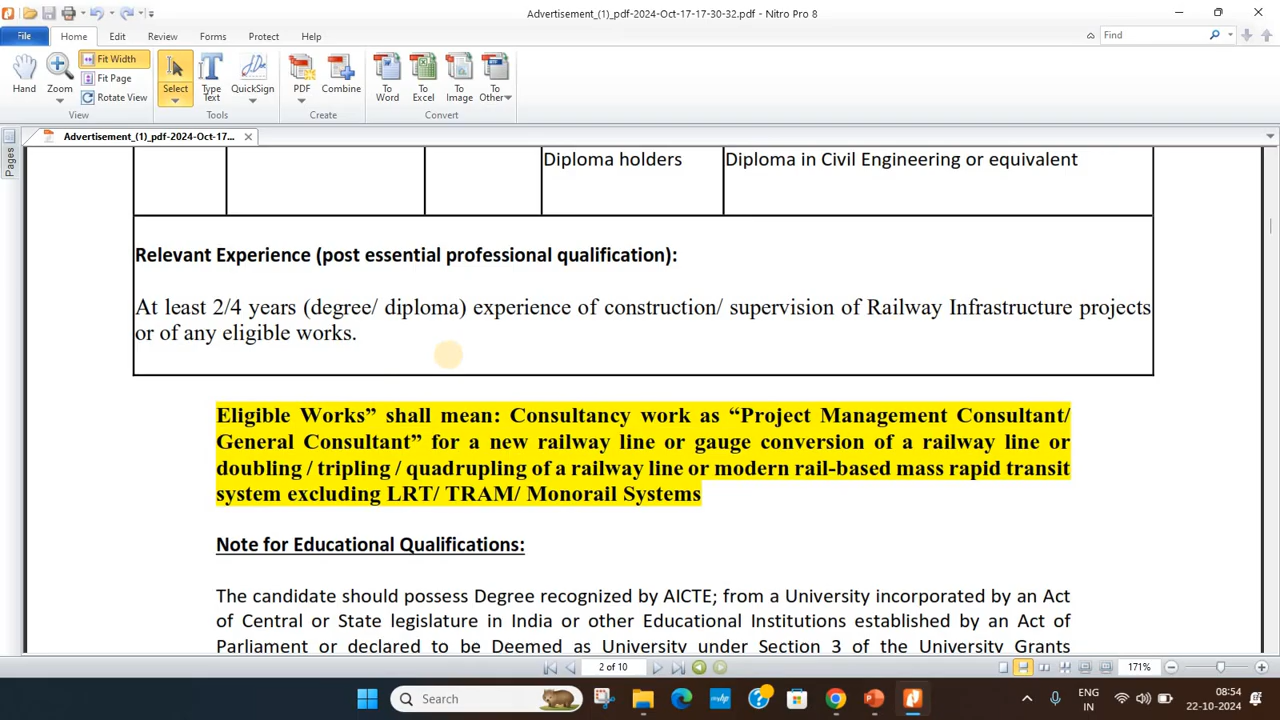 Advertisement_(1)_pdf-2024-Oct-17-17-30-32.pdf - Nitro Pro 8
File Home Edit Review Forms Protect Help Find
Hand Zoom Fit Width Fit Page Rotate View
View
Select Type Text QuickSign
Tools
PDF Combine
Create
To Word To Excel To Image To Other
Convert
Advertisement_(1)_pdf-2024-Oct-17...
Pages
Diploma holders Diploma in Civil Engineering or equivalent
Relevant Experience (post essential professional qualification):
At least 2/4 years (degree/ diploma) experience of construction/ supervision of Railway Infrastructure projects
or of any eligible works.
Eligible Works” shall mean: Consultancy work as “Project Management Consultant/
General Consultant” for a new railway line or gauge conversion of a railway line or
doubling / tripling / quadrupling of a railway line or modern rail-based mass rapid transit
system excluding LRT/ TRAM/ Monorail Systems
Note for Educational Qualifications:
The candidate should possess Degree recognized by AICTE; from a University incorporated by an Act
of Central or State legislature in India or other Educational Institutions established by an Act of
Parliament or declared to be Deemed as University under Section 3 of the University Grants
2 of 10 171%
Search
ENG
IN
08:54
22-10-2024